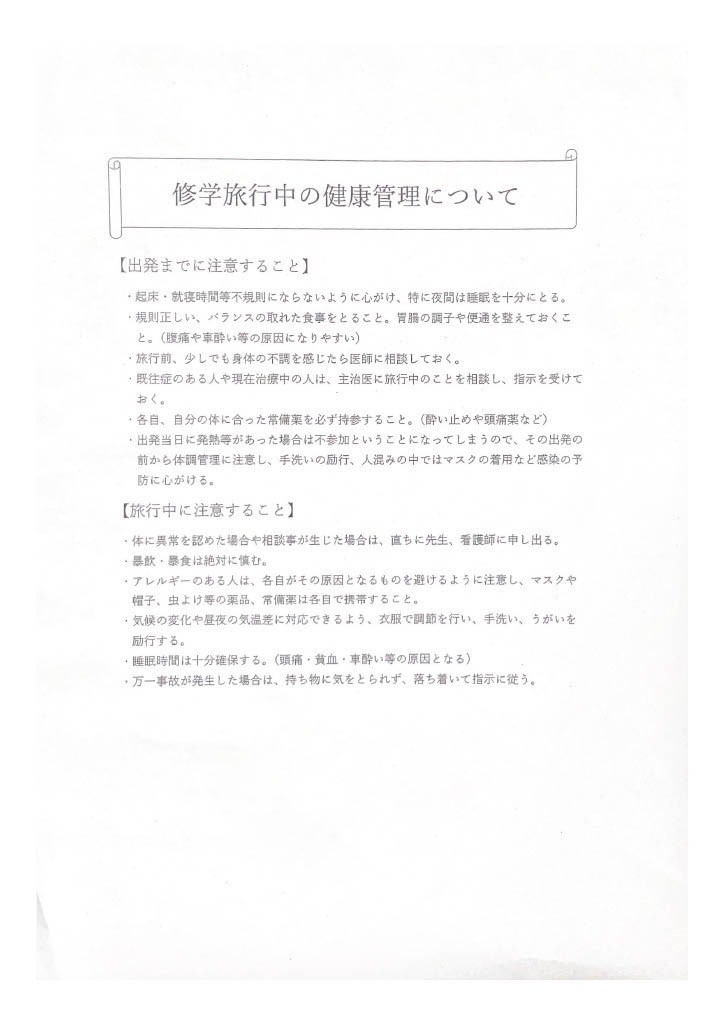 修学旅行中の健康管理について
【出発までに注意すること】
・起床・就寝時間等不規則にならないように心がけ、特に夜間は睡眠を十分にとる。
・規則正しい、バランスの取れた食事をとること。胃腸の調子や便通を整えておくこ
と。（腹痛や車酔い等の原因になりやすい）
・旅行前、少しでも身体の不調を感じたら医師に相談しておく。
・既往症のある人や現在治療中の人は、主治医に旅行中のことを相談し、指示を受けて
おく。
・各自、自分の体に合った常備薬を必ず持参すること。（酔い止めや頭痛薬など）
・出発当日に発熱等があった場合は不参加ということになってしまうので、その出発の
前から体調管理に注意し、手洗いの励行、人混みの中ではマスクの着用など感染の予
防に心がける。
【旅行中に注意すること】
・体に異常を認めた場合や相談事が生じた場合は、直ちに先生、看護師に申し出る。
・暴飲・暴食は絶対に慎む。
・アレルギーのある人は、各自がその原因となるものを避けるように注意し、マスクや
帽子、虫よけ等の薬品、常備薬は各自で携帯すること。
・気候の変化や昼夜の気温差に対応できるよう、衣服で調節を行い、手洗い、うがいを
励行する。
・睡眠時間は十分確保する。（頭痛・貧血・車酔い等の原因となる）
・万一事故が発生した場合は、持ち物に気をとられず、落ち着いて指示に従う。